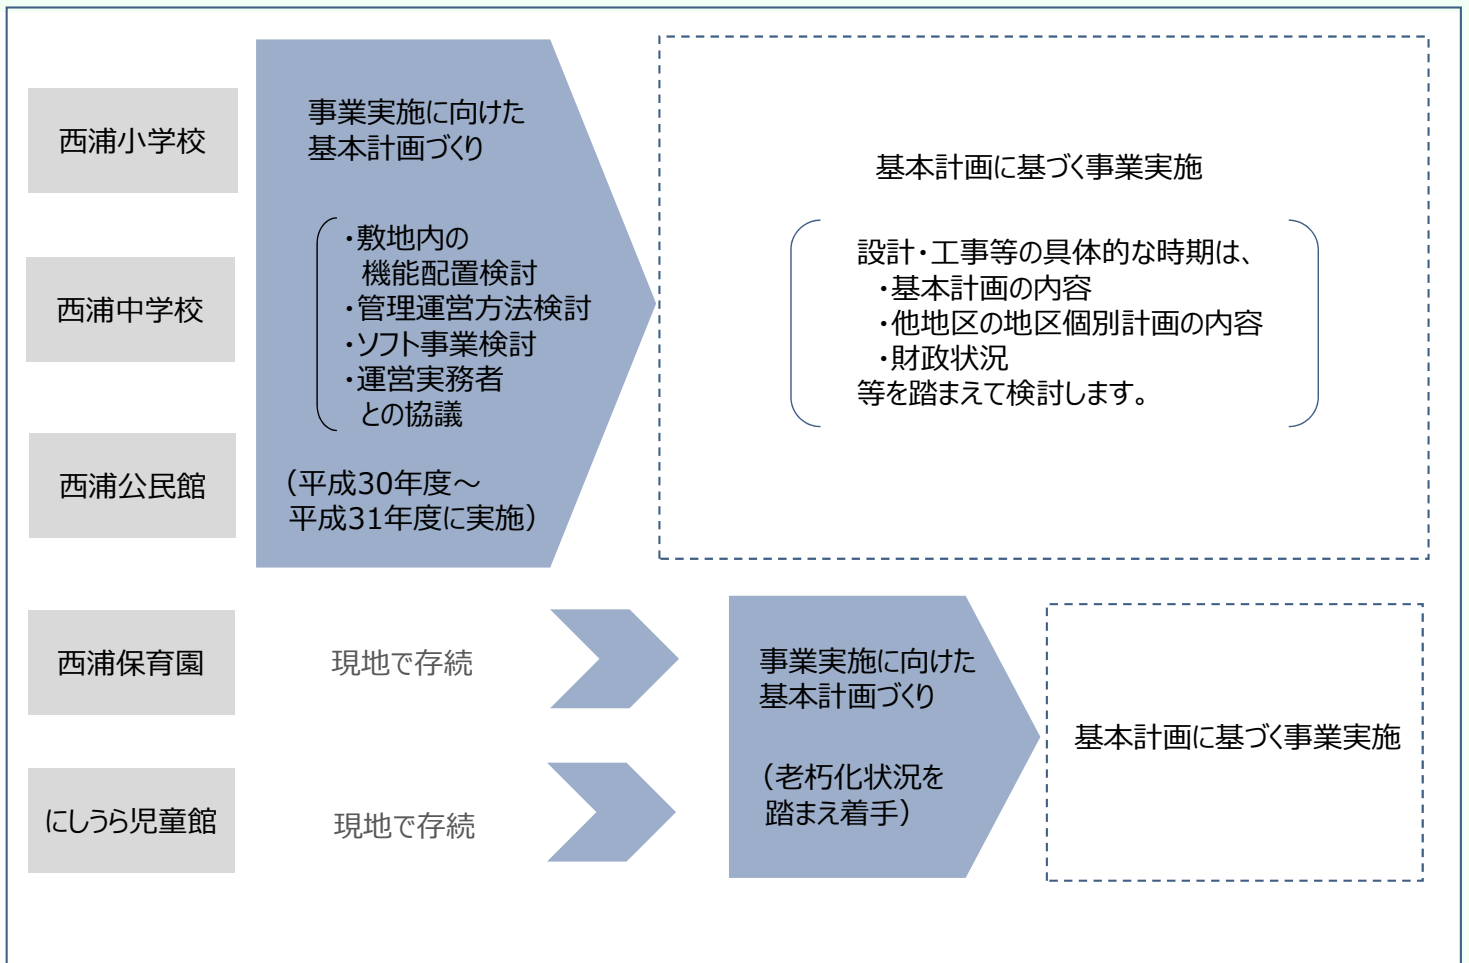 西浦小学校
西浦中学校
西浦公民館
事業実施に向けた
基本計画づくり
・敷地内の
機能配置検討
・管理運営方法検討
・ソフト事業検討
・運営実務者
との協議
（平成30年度～
平成31年度に実施）
基本計画に基づく事業実施
設計・工事等の具体的な時期は、
・基本計画の内容
・他地区の地区個別計画の内容
・財政状況
等を踏まえて検討します。
西浦保育園
現地で存続
にしうら児童館
現地で存続
事業実施に向けた
基本計画づくり
（老朽化状況を
踏まえ着手）
基本計画に基づく事業実施